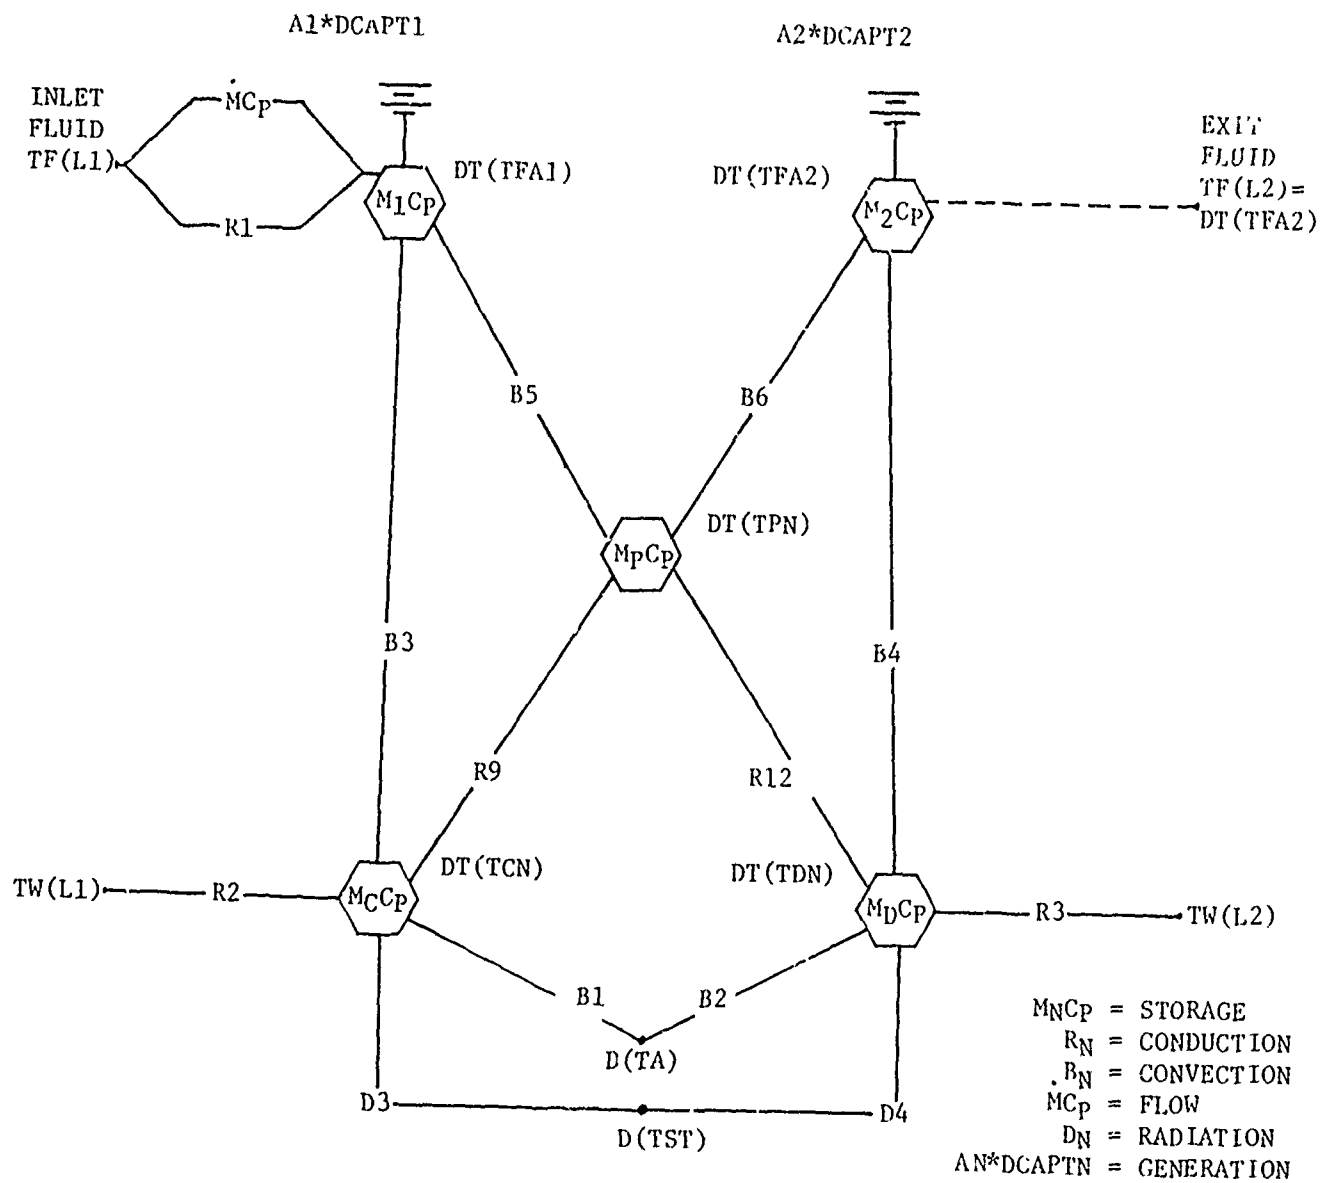 A1*DCAPT1
A2*DCAPT2
INLET
FLUID
TF(L1)
ṀCP
R1
M1CP
DT(TFA1)
DT(TFA2)
M2CP
EXIT
FLUID
TF(L2)=
DT(TFA2)
B5
B6
DT(TPN)
MPCP
B3
B4
R9
R12
DT(TCN)
DT(TDN)
TW(L1)
R2
MCCP
MDCP
R3
TW(L2)
B1
B2
D(TA)
D3
D4
D(TST)
MNCP = STORAGE
RN = CONDUCTION
BN = CONVECTION
ṀCP = FLOW
DN = RADIATION
AN*DCAPTN = GENERATION